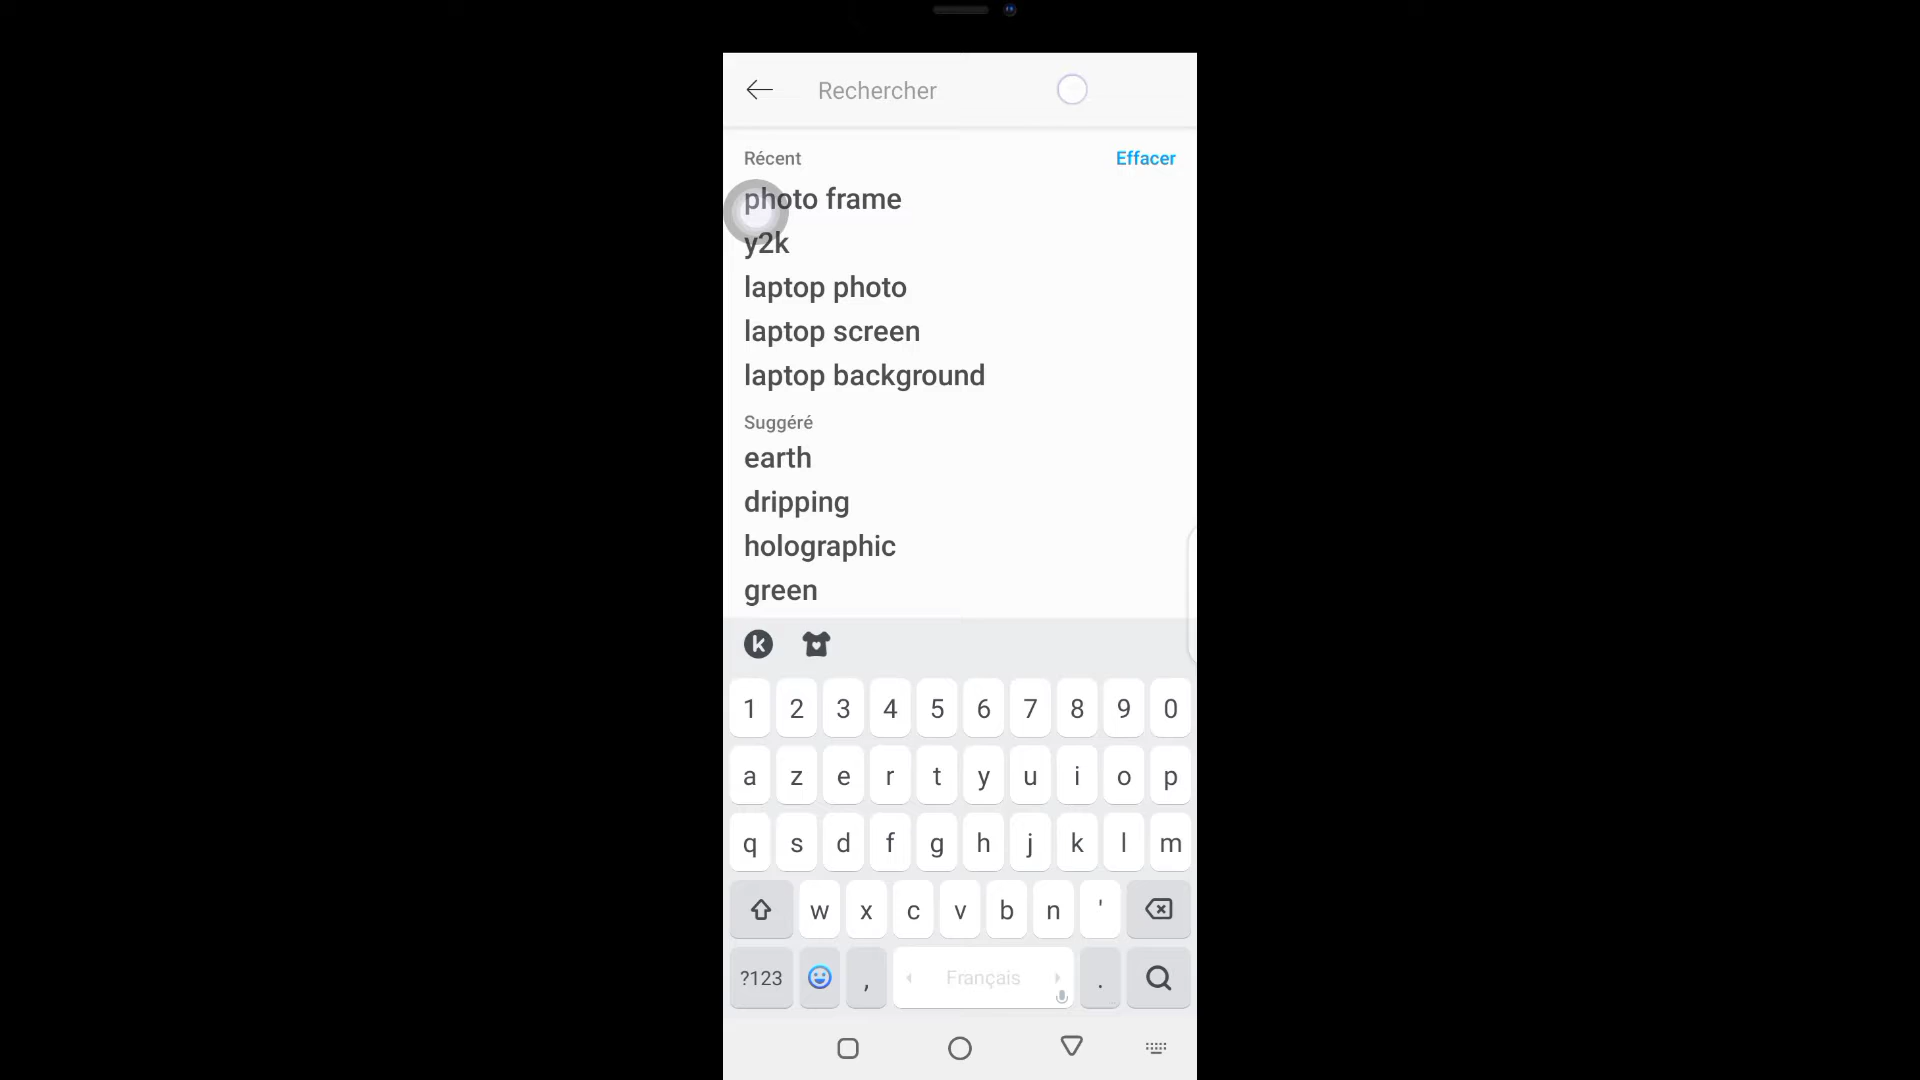 Rechercher
Récent Effacer
photo frame
y2k
laptop photo
laptop screen
laptop background
Suggéré
earth
dripping
holographic
green
k
1 2 3 4 5 6 7 8 9 0
a z e r t y u i o p
q s d f g h j k l m
w x c v b n '
?123 , Français .